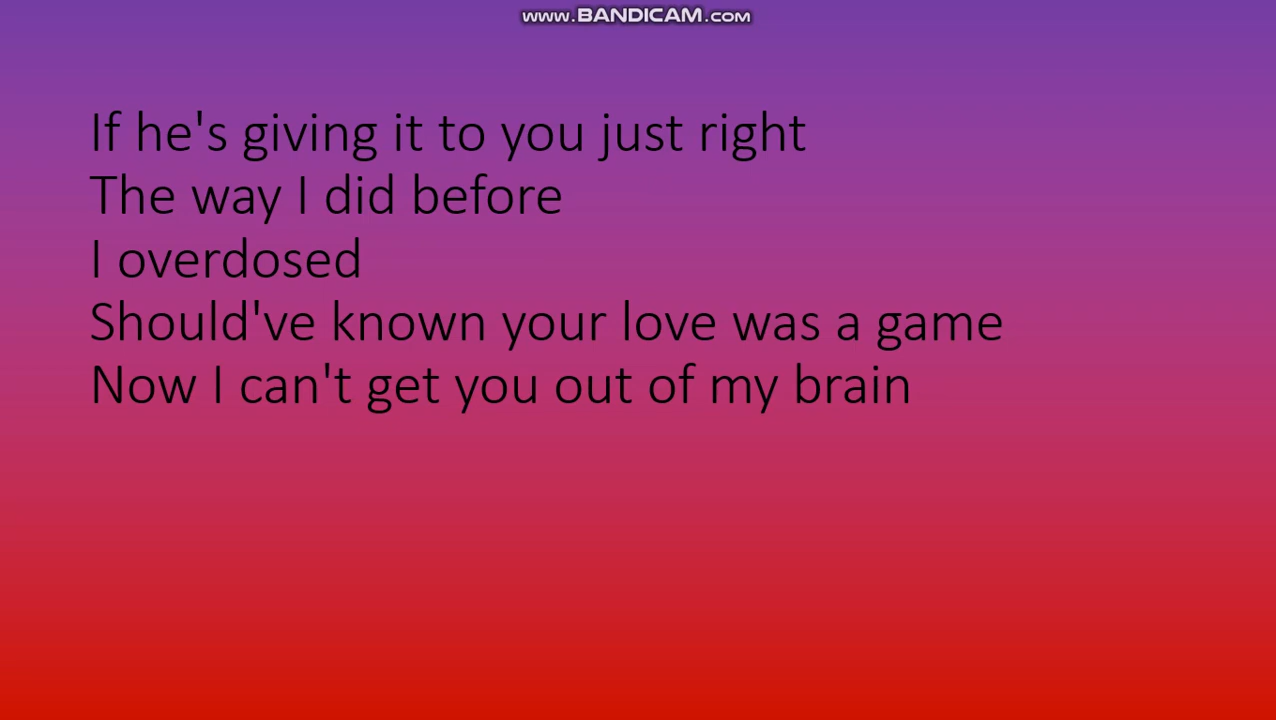 www.BANDICAM.com
If he's giving it to you just right
The way I did before
I overdosed
Should've known your love was a game
Now I can't get you out of my brain